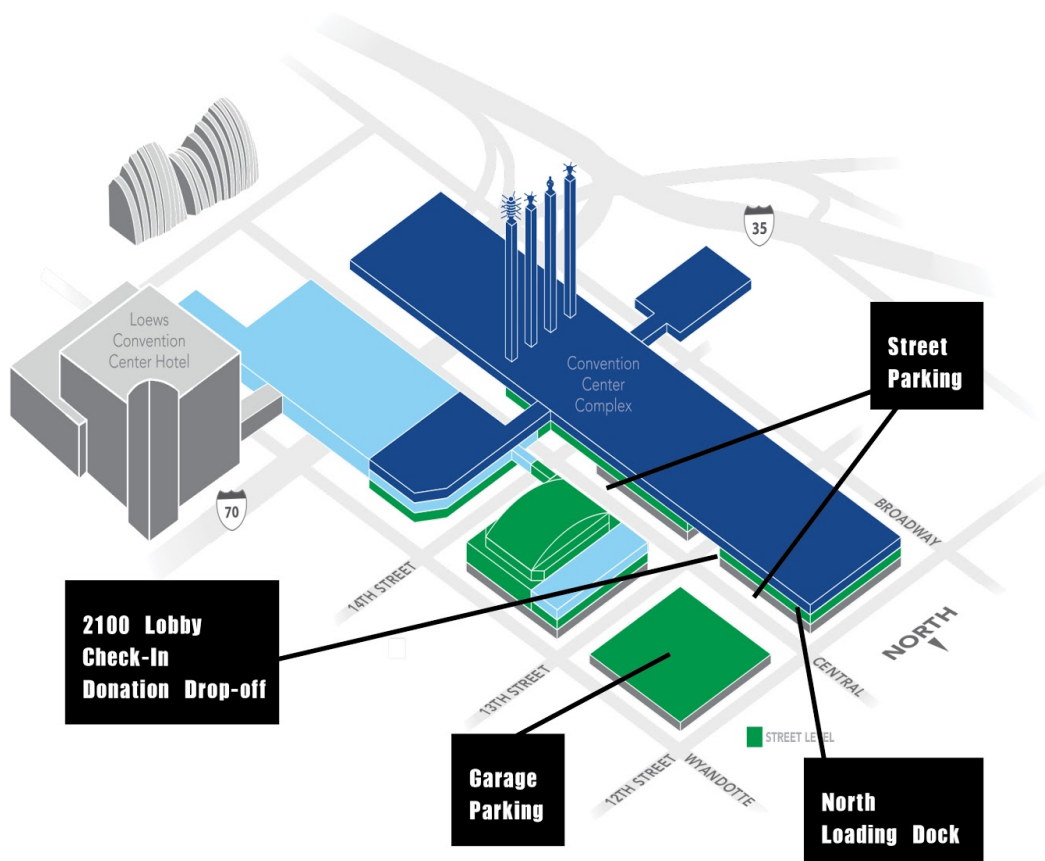 35
Street
Parking
Loews
Convention
Center Hotel
Convention
Center
Complex
70
BROADWAY
14TH STREET
2100 Lobby
Check-In
Donation Drop-off
NORTH
13TH STREET
CENTRAL
STREET LEVEL
Garage
Parking
12TH STREET
WYANDOTTE
North
Loading Dock